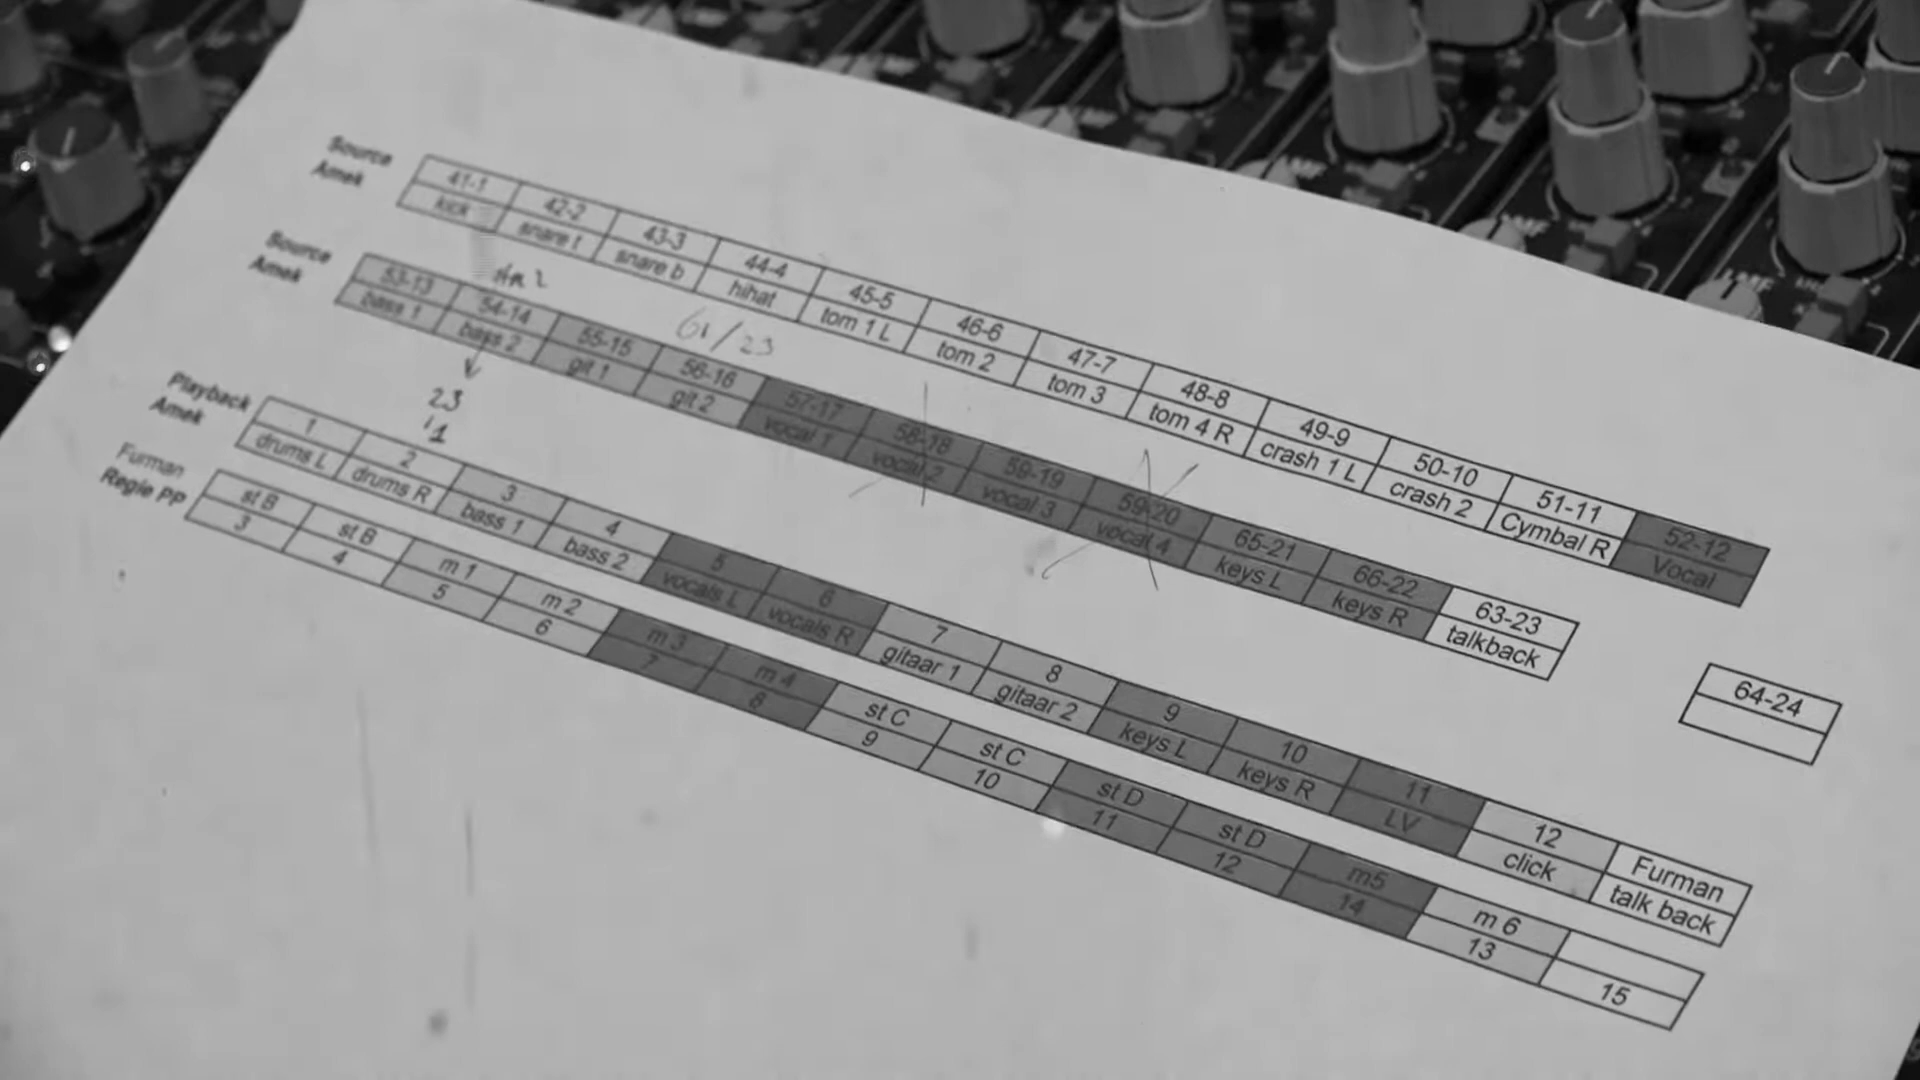 Source 41-1 42-2 43-3 44-4 45-5 46-6 47-7 48-8 49-9 50-10 51-11 52-12
Amek kick snare t snare b hihat tom 1 L tom 2 tom 3 tom 4 R crash 1 L crash 2 Cymbal R Vocal
61/23
Source 53-13 54-14 55-15 56-16 57-17 58-18 59-19 59-20 65-21 66-22 63-23 64-24
Amek bass 1 bass 2 git 1 git 2 vocal 1 vocal 2 vocal 3 vocal 4 keys L keys R talkback
23
Playback 1 2 3 4 5 6 7 8 9 10 11 12 Furman
Amek drums L drums R bass 1 bass 2 vocals L vocals R gitaar 1 gitaar 2 keys L keys R LV click talk back
Furman st B st B m 1 m 2 m 3 m 4 st C st C st D st D m5 m 6
Regie pp 3 4 5 6 7 8 9 10 11 12 14 13 15